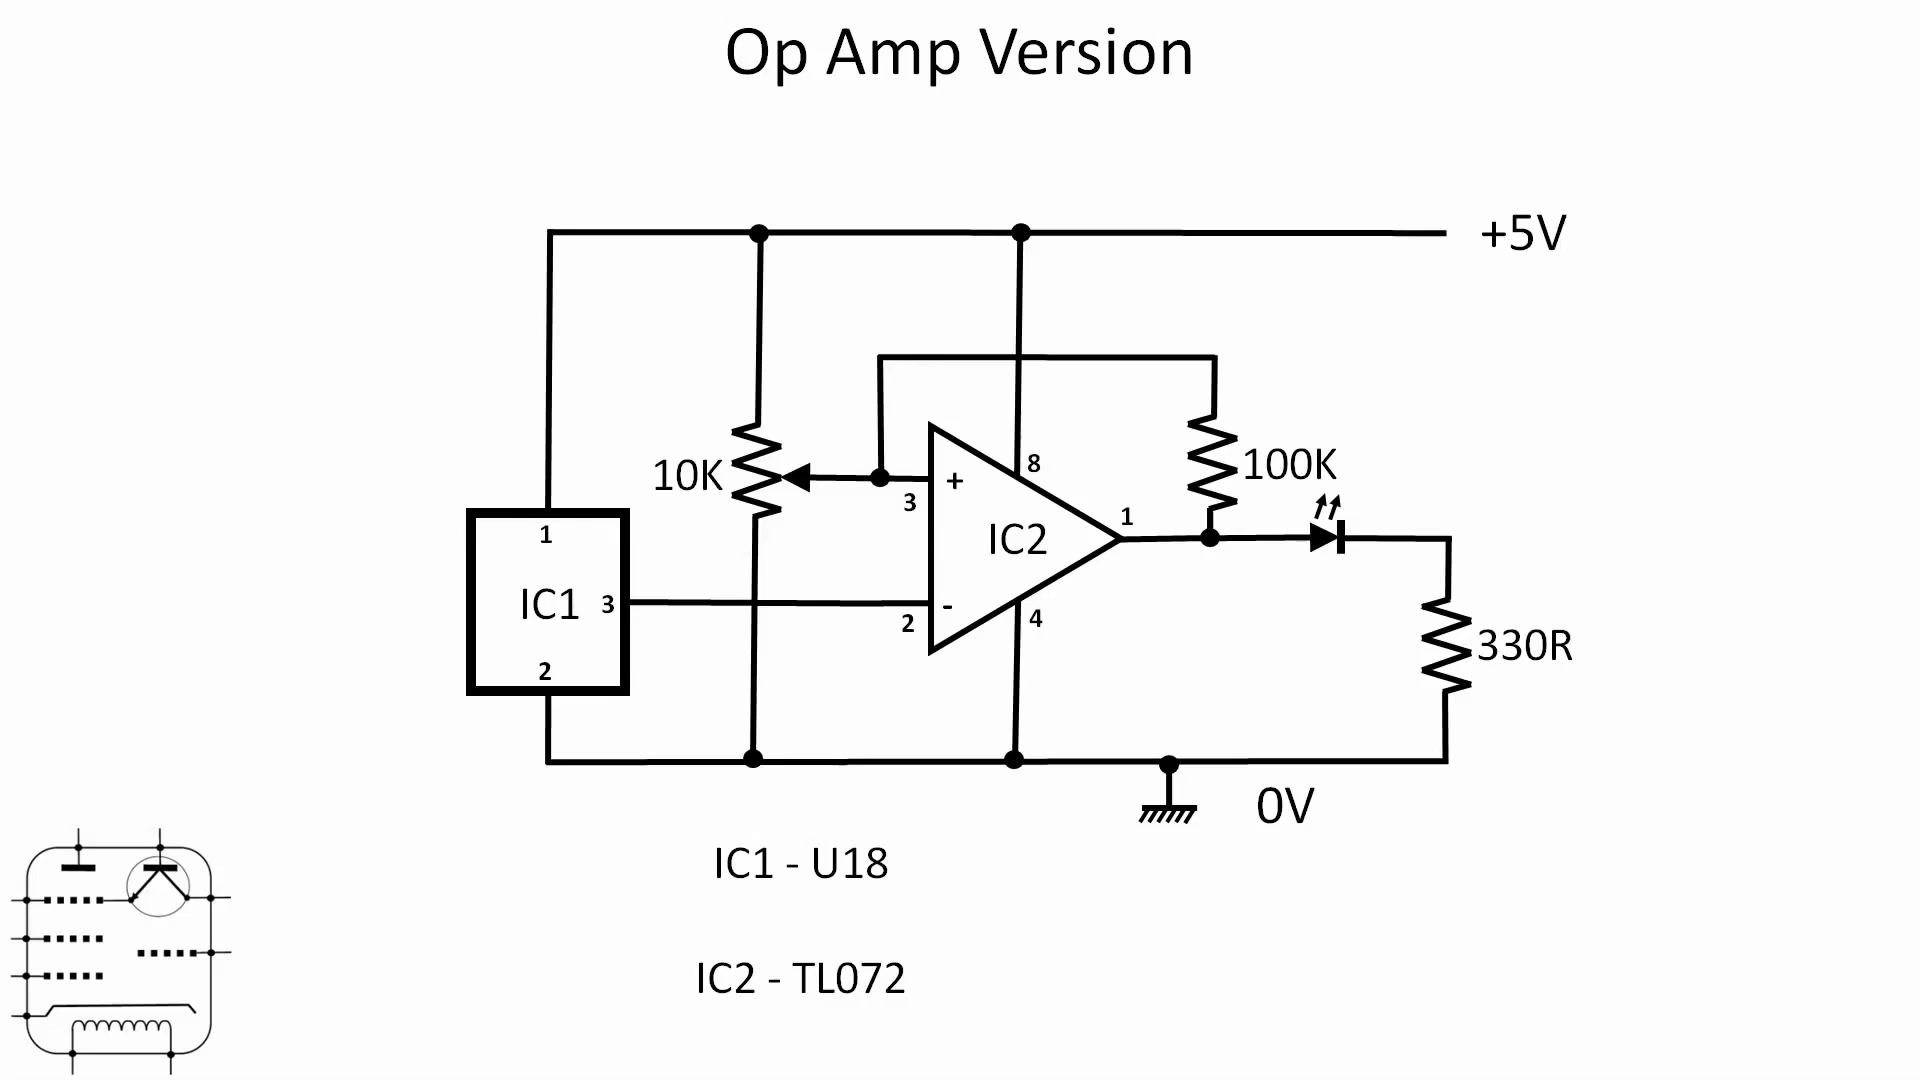 Op Amp Version
+5V
8
10K
+
100K
3
1
1
IC2
IC1
3
-
2
4
2
330R
0V
IC1 - U18
IC2 - TL072